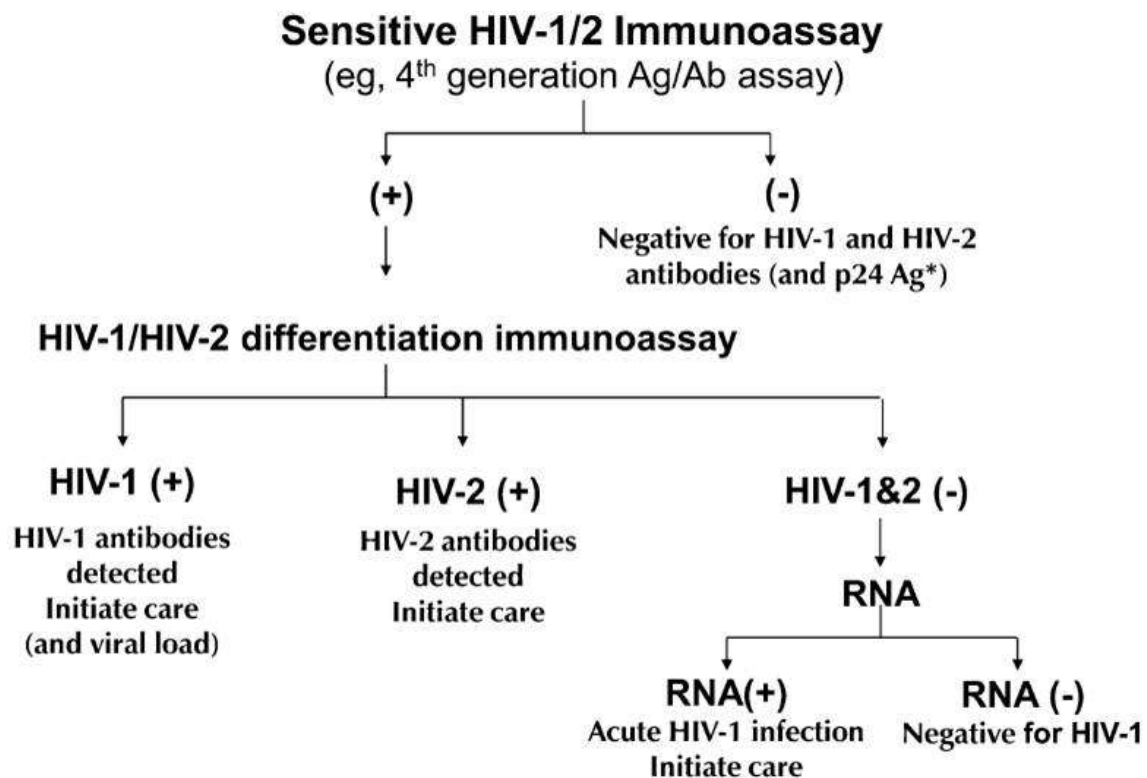 Sensitive HIV-1/2 Immunoassay
(eg, 4th generation Ag/Ab assay)
(+)
(-)
Negative for HIV-1 and HIV-2
antibodies (and p24 Ag*)
HIV-1/HIV-2 differentiation immunoassay
HIV-1 (+)
HIV-1 antibodies
detected
Initiate care
(and viral load)
HIV-2 (+)
HIV-2 antibodies
detected
Initiate care
HIV-1&2 (-)
RNA
RNA(+)
Acute HIV-1 infection
Initiate care
RNA (-)
Negative for HIV-1